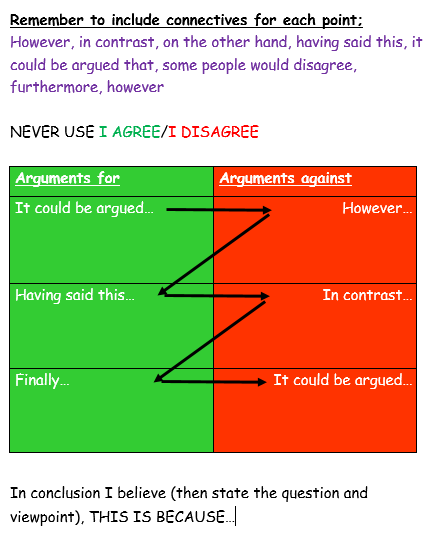 Remember to include connectives for each point;
However, in contrast, on the other hand, having said this, it
could be argued that, some people would disagree,
furthermore, however
NEVER USE I AGREE/I DISAGREE
Arguments for
Arguments against
It could be argued...
However...
Having said this...
In contrast...
Finally...
It could be argued...
In conclusion I believe (then state the question and
viewpoint), THIS IS BECAUSE...